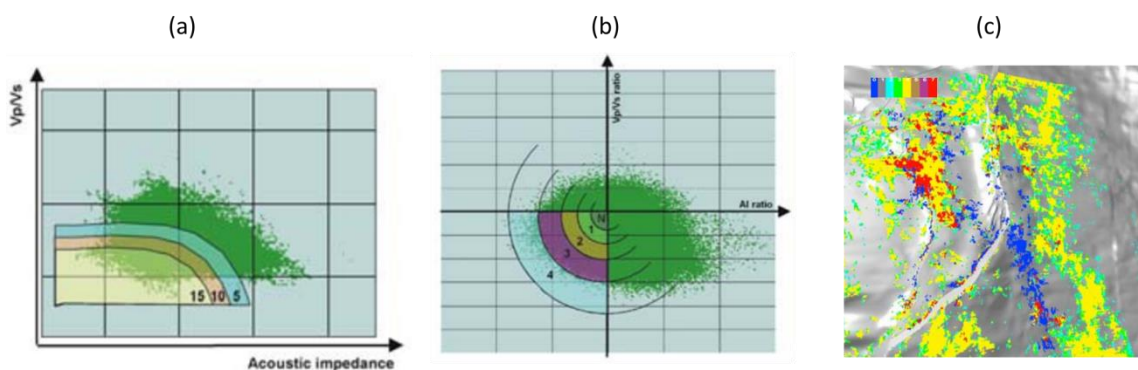 (a)
(b)
(c)
Vp/Vs
15 10 5
Acoustic impedance
Vp/Vs ratio
AI ratio
N
1
2
3
4